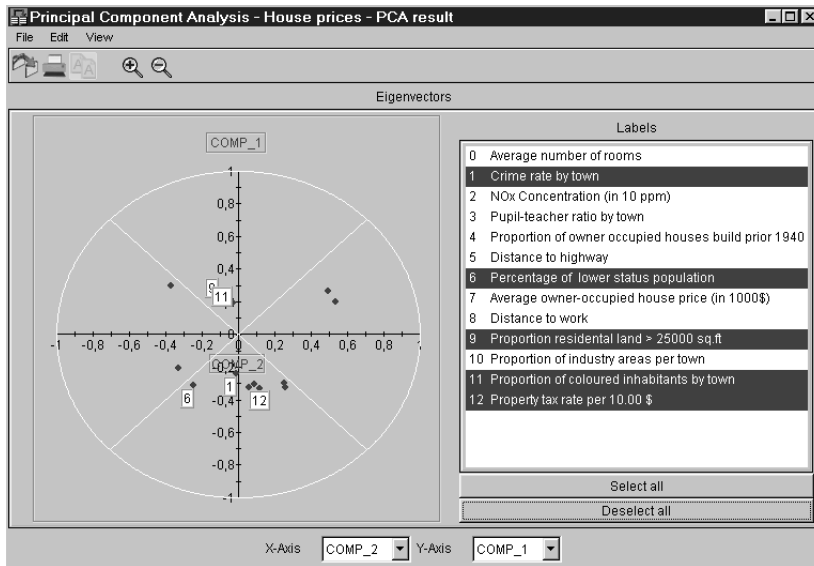 Principal Component Analysis - House prices - PCA result
File Edit View
Eigenvectors
COMP_1
1
0,8
0,6
0,4
9
11
0
-1 -0,8 -0,6 -0,4 0,2 0,4 0,6 0,8
COMP_2
6
1
12
-0,4
-0,6
-0,8
-1
Labels
0 Average number of rooms
1 Crime rate by town
2 NOx Concentration (in 10 ppm)
3 Pupil-teacher ratio by town
4 Proportion of owner occupied houses build prior 1940
5 Distance to highway
6 Percentage of lower status population
7 Average owner-occupied house price (in 1000$)
8 Distance to work
9 Proportion residental land > 25000 sq.ft
10 Proportion of industry areas per town
11 Proportion of coloured inhabitants by town
12 Property tax rate per 10.00 $
Select all
Deselect all
X-Axis COMP_2 Y-Axis COMP_1